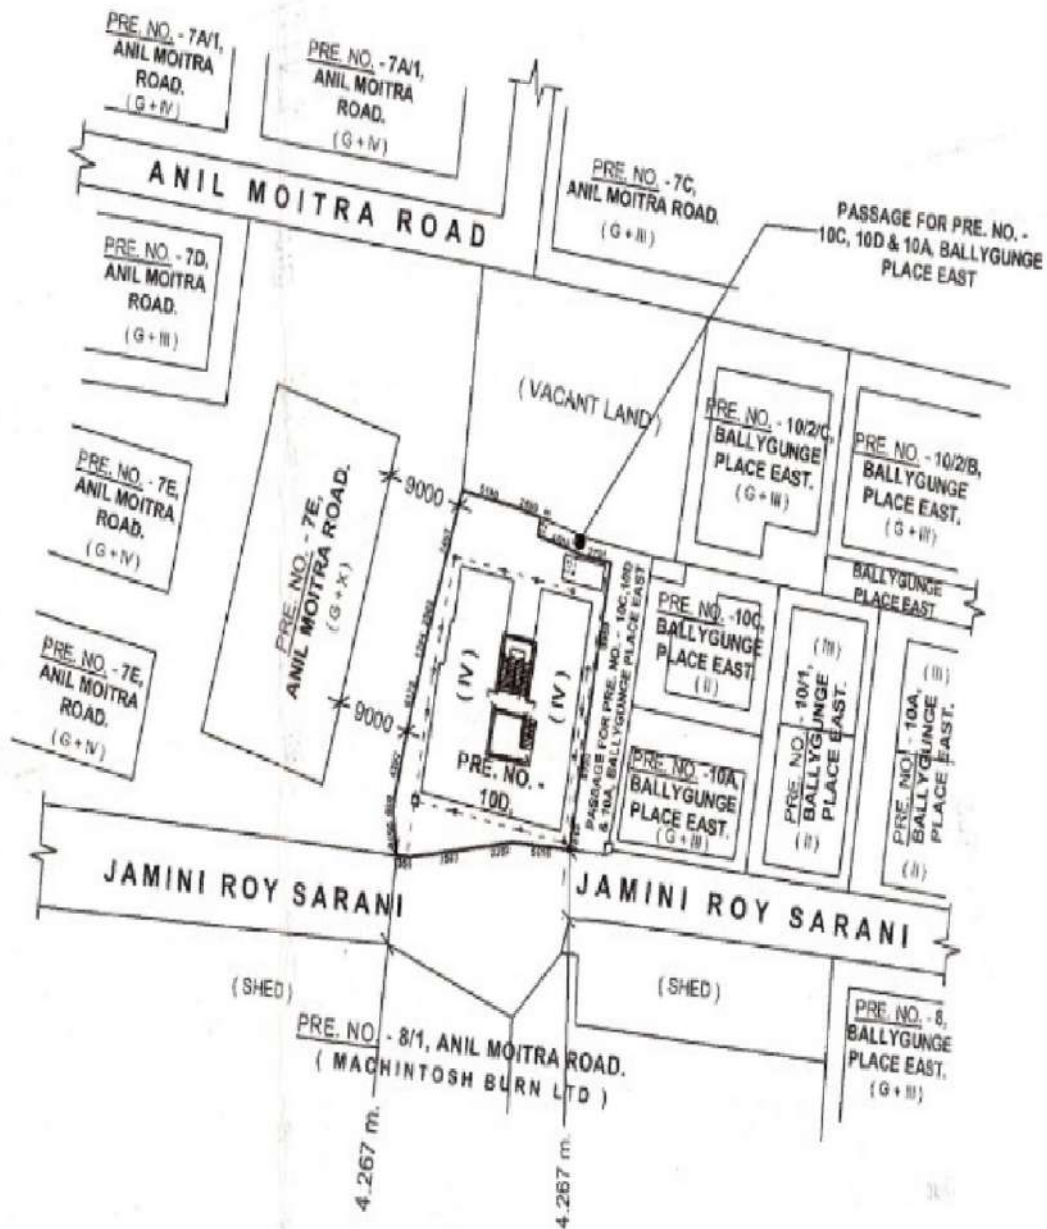 PRE. NO. - 7A/1,
ANIL MOITRA
ROAD.
(G+IV)
PRE. NO. - 7A/1,
ANIL MOITRA
ROAD.
(G+IV)
PRE. NO. - 7C,
ANIL MOITRA ROAD.
(G+III)
PASSAGE FOR PRE. NO. -
10C, 10D & 10A, BALLYGUNGE
PLACE EAST
ANIL MOITRA ROAD
PRE. NO. - 7D,
ANIL MOITRA
ROAD.
(G+III)
(VACANT LAND)
PRE. NO. - 10/2/C,
BALLYGUNGE
PLACE EAST.
(G+III)
PRE. NO. - 10/2/B,
BALLYGUNGE
PLACE EAST.
(G+III)
PRE. NO. - 7E,
ANIL MOITRA
ROAD.
(G+IV)
PRE. NO. - 7E,
ANIL MOITRA ROAD.
(G+X)
9000
9000
BALLYGUNGE
PLACE EAST
PRE. NO. - 7E,
ANIL MOITRA
ROAD.
(G+IV)
(IV)
(IV)
PRE. NO. -
10D,
PASSAGE FOR PRE. NO. - 10C, 10D
& 10A, BALLYGUNGE PLACE EAST
PRE. NO. -10C,
BALLYGUNGE
PLACE EAST.
(II)
PRE. NO. -10A,
BALLYGUNGE
PLACE EAST.
(G+III)
(III)
PRE. NO. - 10/1,
BALLYGUNGE
PLACE EAST.
(II)
(III)
PRE. NO. - 10A,
BALLYGUNGE
PLACE EAST.
(II)
JAMINI ROY SARANI
JAMINI ROY SARANI
(SHED)
(SHED)
PRE. NO. - 8/1, ANIL MOITRA ROAD.
( MACHINTOSH BURN LTD )
PRE. NO. - 8,
BALLYGUNGE
PLACE EAST.
(G+III)
4.267 m.
4.267 m.